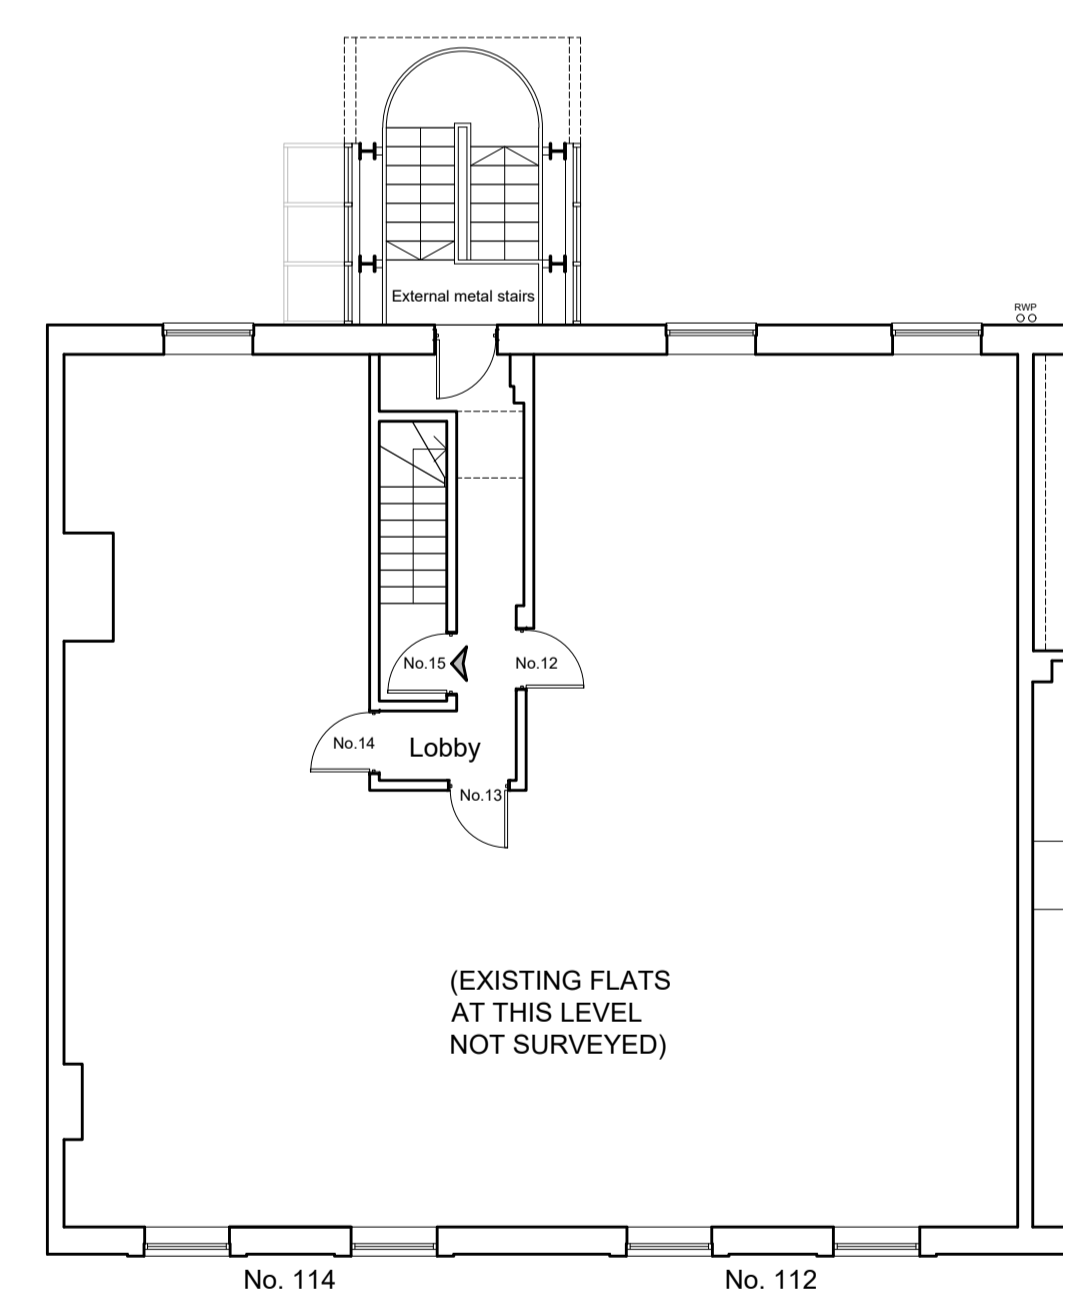 External metal stairs
RWP
No.15
No.12
No.14
Lobby
No.13
(EXISTING FLATS
AT THIS LEVEL
NOT SURVEYED)
No. 114
No. 112